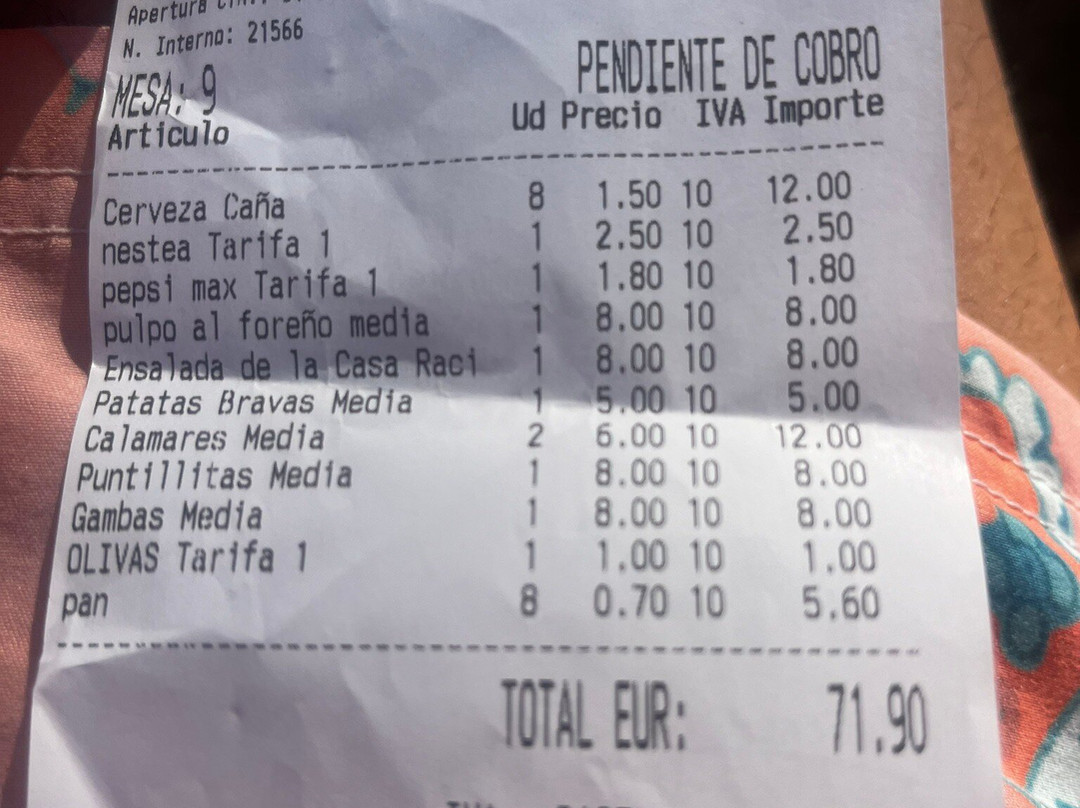 Apertura
N. Interno: 21566
PENDIENTE DE COBRO
MESA: 9
Articulo Ud Precio IVA Importe
Cerveza Caña 8 1.50 10 12.00
nestea Tarifa 1 1 2.50 10 2.50
pepsi max Tarifa 1 1 1.80 10 1.80
pulpo al foreño media 1 8.00 10 8.00
Ensalada de la Casa Raci 1 8.00 10 8.00
Patatas Bravas Media 1 5.00 10 5.00
Calamares Media 2 6.00 10 12.00
Puntillitas Media 1 8.00 10 8.00
Gambas Media 1 8.00 10 8.00
OLIVAS Tarifa 1 1 1.00 10 1.00
pan 8 0.70 10 5.60
TOTAL EUR: 71.90